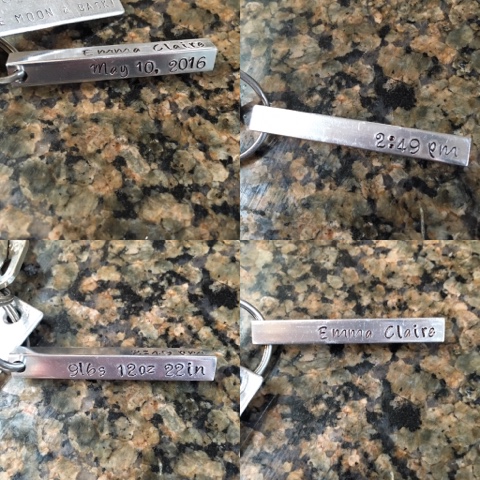 MOON & BACK
Emma Claire
May 10, 2016
2:49 pm
9lbs 12oz 22in
Emma Claire